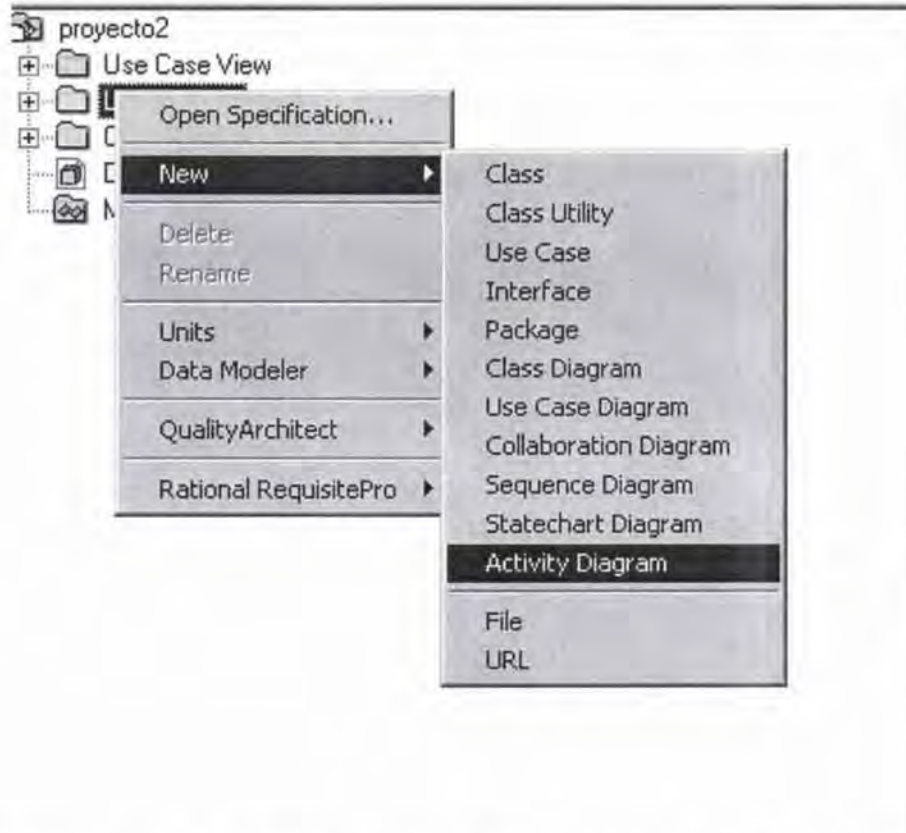 proyecto2
Use Case View
Open Specification...
New
Delete
Rename
Units
Data Modeler
QualityArchitect
Rational RequisitePro
Class
Class Utility
Use Case
Interface
Package
Class Diagram
Use Case Diagram
Collaboration Diagram
Sequence Diagram
Statechart Diagram
Activity Diagram
File
URL